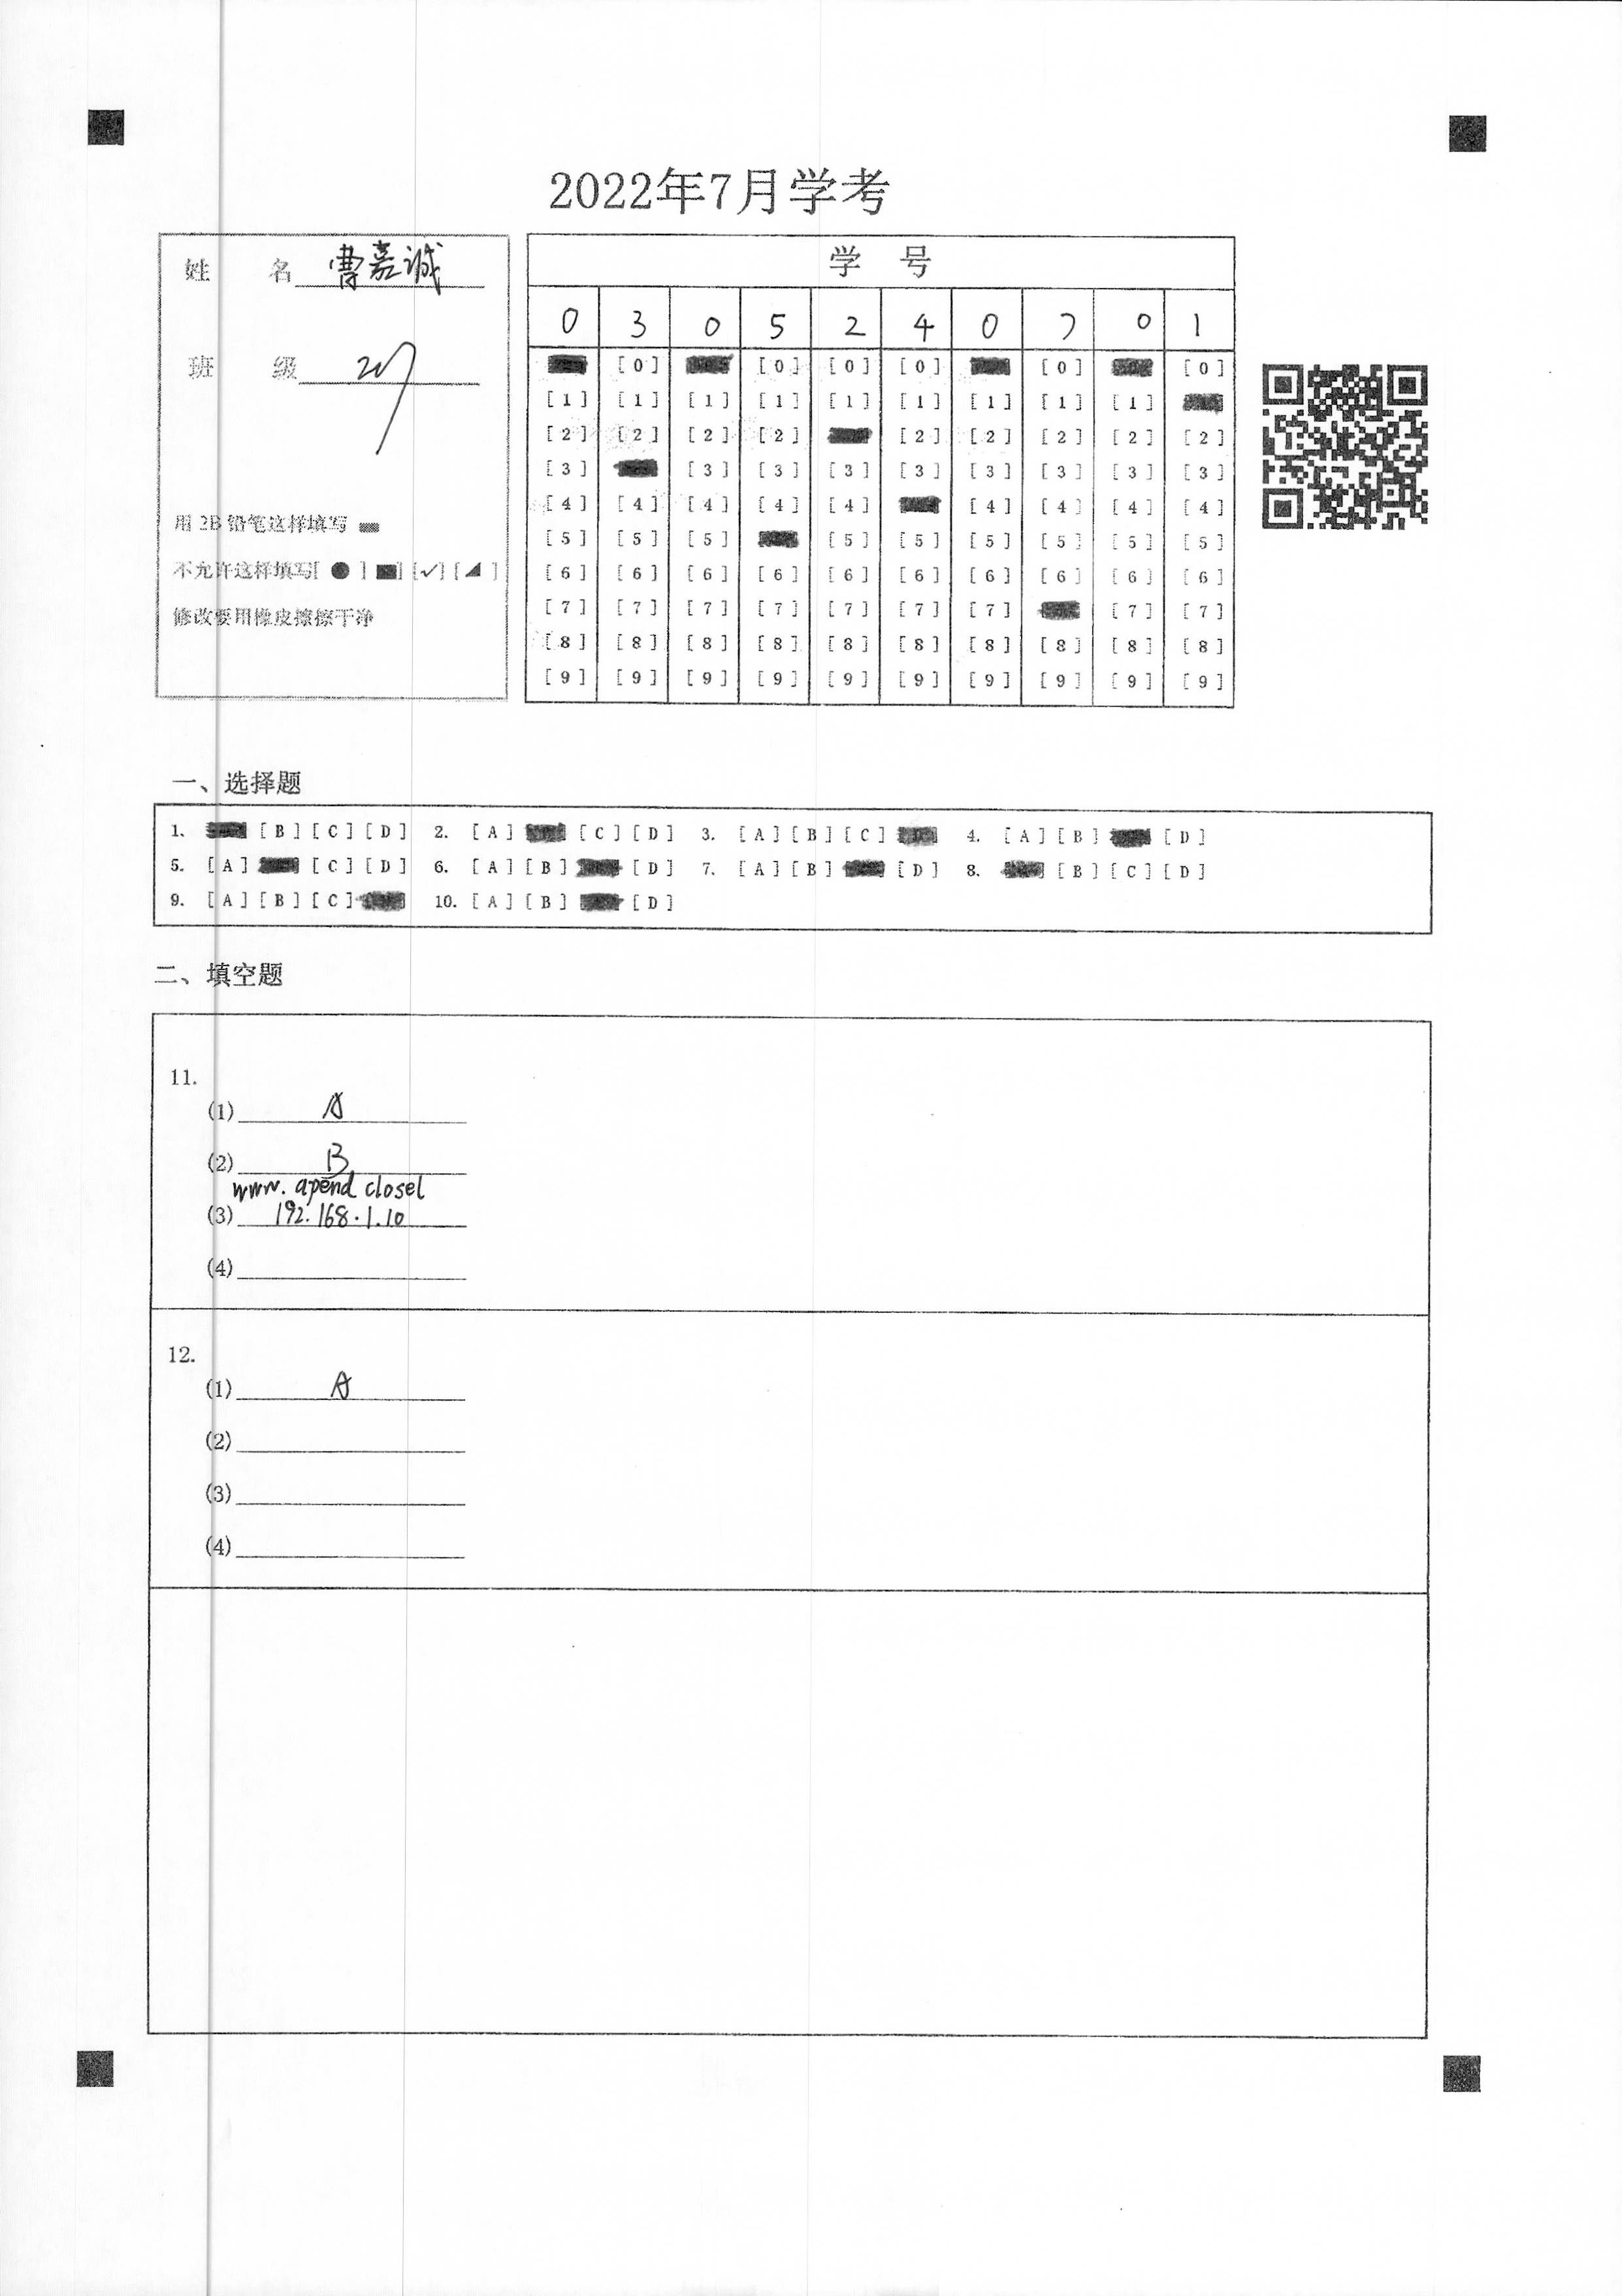 2022年7月学考
姓 名 曹嘉诚
班 级 207
用 2B 铅笔这样填写
不允许这样填写[ ● ] [■] [✓] [◢ ]
修改要用橡皮擦擦干净
学 号
0 3 0 5 2 4 0 7 0 1
[0] [0] [0] [0] [0] [0]
[1] [1] [1] [1] [1] [1] [1] [1] [1]
[2] [2] [2] [2] [2] [2] [2] [2] [2]
[3] [3] [3] [3] [3] [3] [3] [3] [3]
[4] [4] [4] [4] [4] [4] [4] [4] [4]
[5] [5] [5] [5] [5] [5] [5] [5] [5]
[6] [6] [6] [6] [6] [6] [6] [6] [6] [6]
[7] [7] [7] [7] [7] [7] [7] [7] [7]
[8] [8] [8] [8] [8] [8] [8] [8] [8] [8]
[9] [9] [9] [9] [9] [9] [9] [9] [9] [9]
一、选择题
1. [B] [C] [D] 2. [A] [C] [D] 3. [A] [B] [C] 4. [A] [B] [D]
5. [A] [C] [D] 6. [A] [B] [D] 7. [A] [B] [D] 8. [B] [C] [D]
9. [A] [B] [C] 10. [A] [B] [D]
二、填空题
11.
(1) A
(2) B
www. apend closel
(3) 192.168.1.10
(4)
12.
(1) A
(2)
(3)
(4)